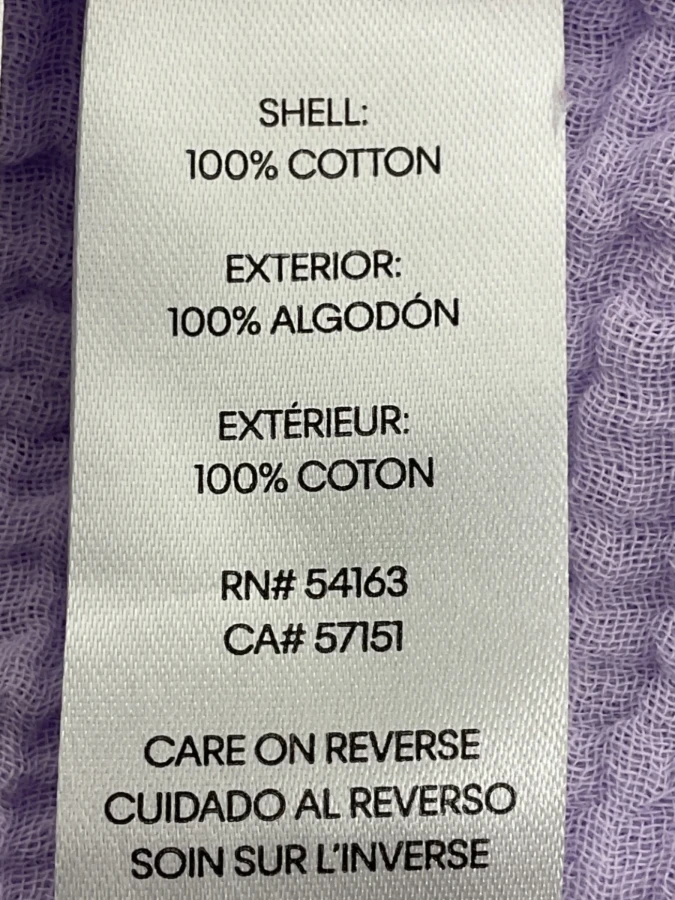 SHELL:
100% COTTON
EXTERIOR:
100% ALGODÓN
EXTÉRIEUR:
100% COTON
RN# 54163
CA# 57151
CARE ON REVERSE
CUIDADO AL REVERSO
SOIN SUR L'INVERSE